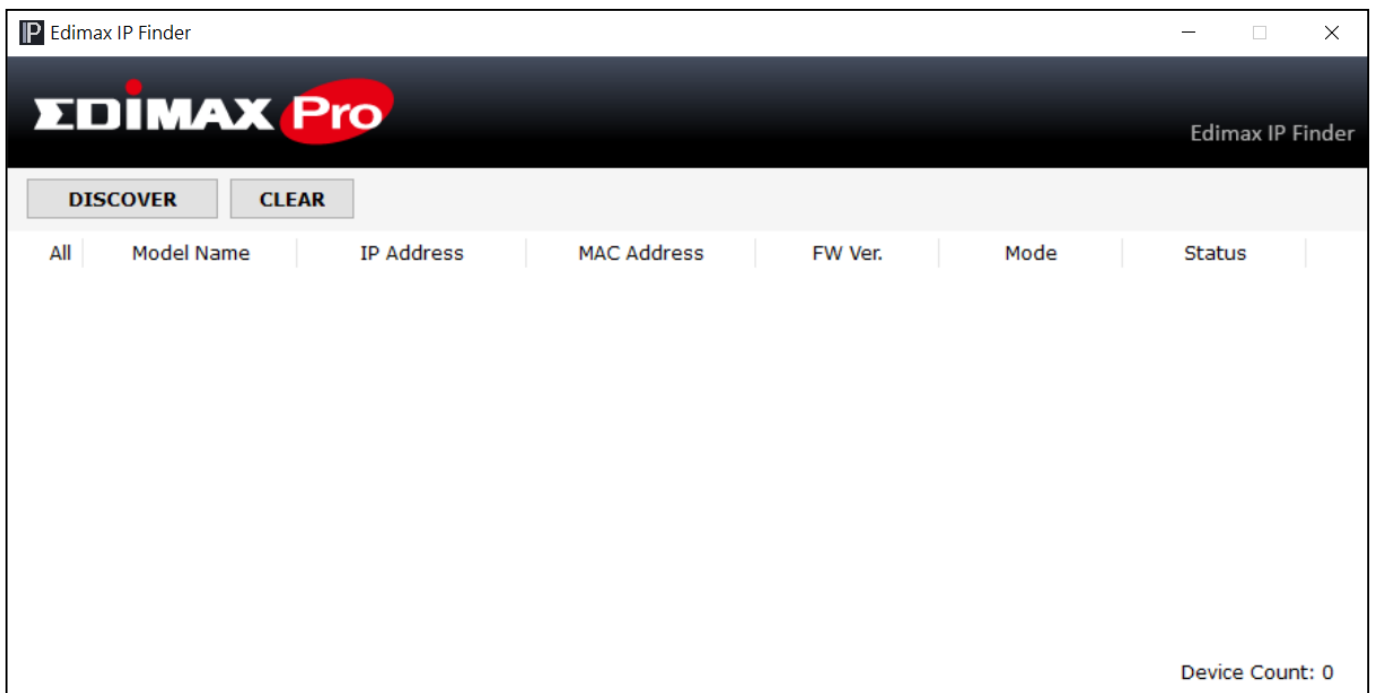 Edimax IP Finder
EDiMAX Pro
Edimax IP Finder
DISCOVER CLEAR
All Model Name IP Address MAC Address FW Ver. Mode Status
Device Count: 0